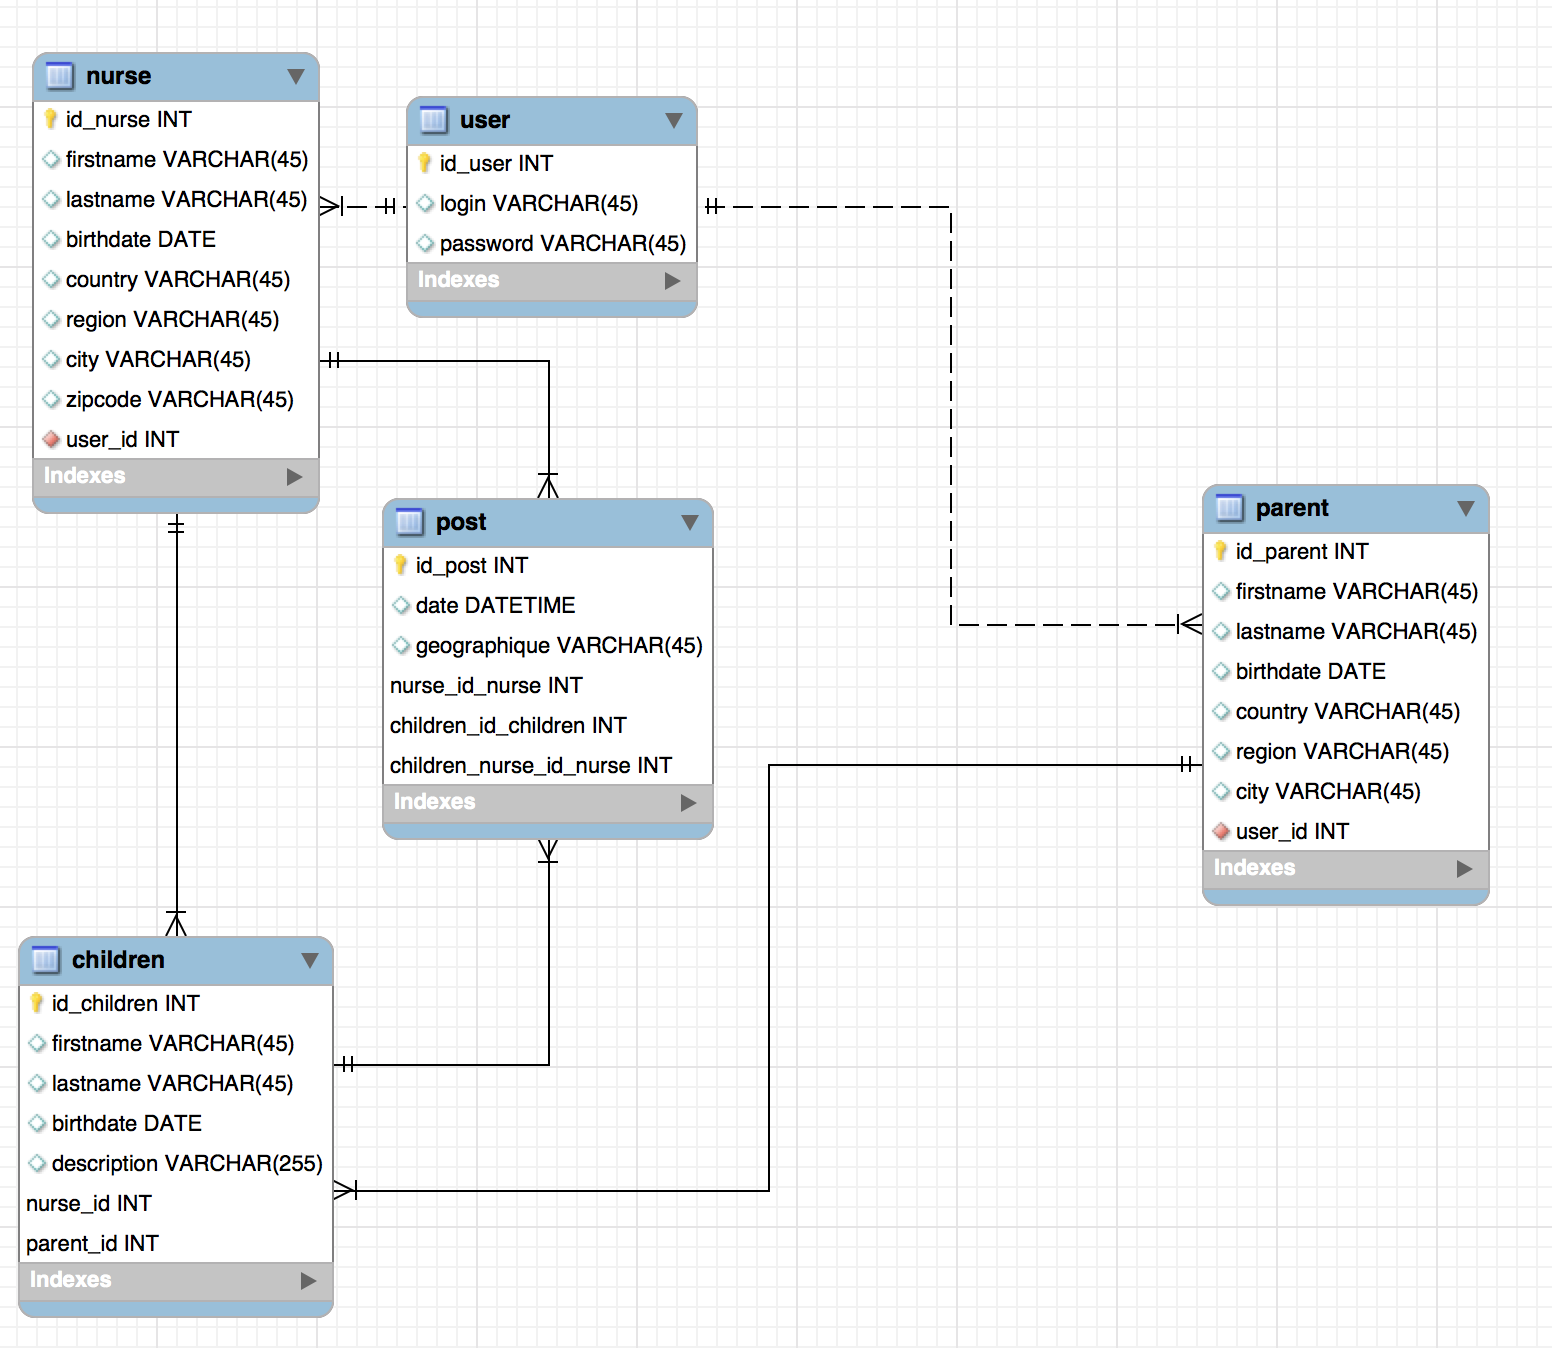 nurse
id_nurse INT
firstname VARCHAR(45)
lastname VARCHAR(45)
birthdate DATE
country VARCHAR(45)
region VARCHAR(45)
city VARCHAR(45)
zipcode VARCHAR(45)
user_id INT
Indexes
user
id_user INT
login VARCHAR(45)
password VARCHAR(45)
Indexes
post
id_post INT
date DATETIME
geographique VARCHAR(45)
nurse_id_nurse INT
children_id_children INT
children_nurse_id_nurse INT
Indexes
parent
id_parent INT
firstname VARCHAR(45)
lastname VARCHAR(45)
birthdate DATE
country VARCHAR(45)
region VARCHAR(45)
city VARCHAR(45)
user_id INT
Indexes
children
id_children INT
firstname VARCHAR(45)
lastname VARCHAR(45)
birthdate DATE
description VARCHAR(255)
nurse_id INT
parent_id INT
Indexes